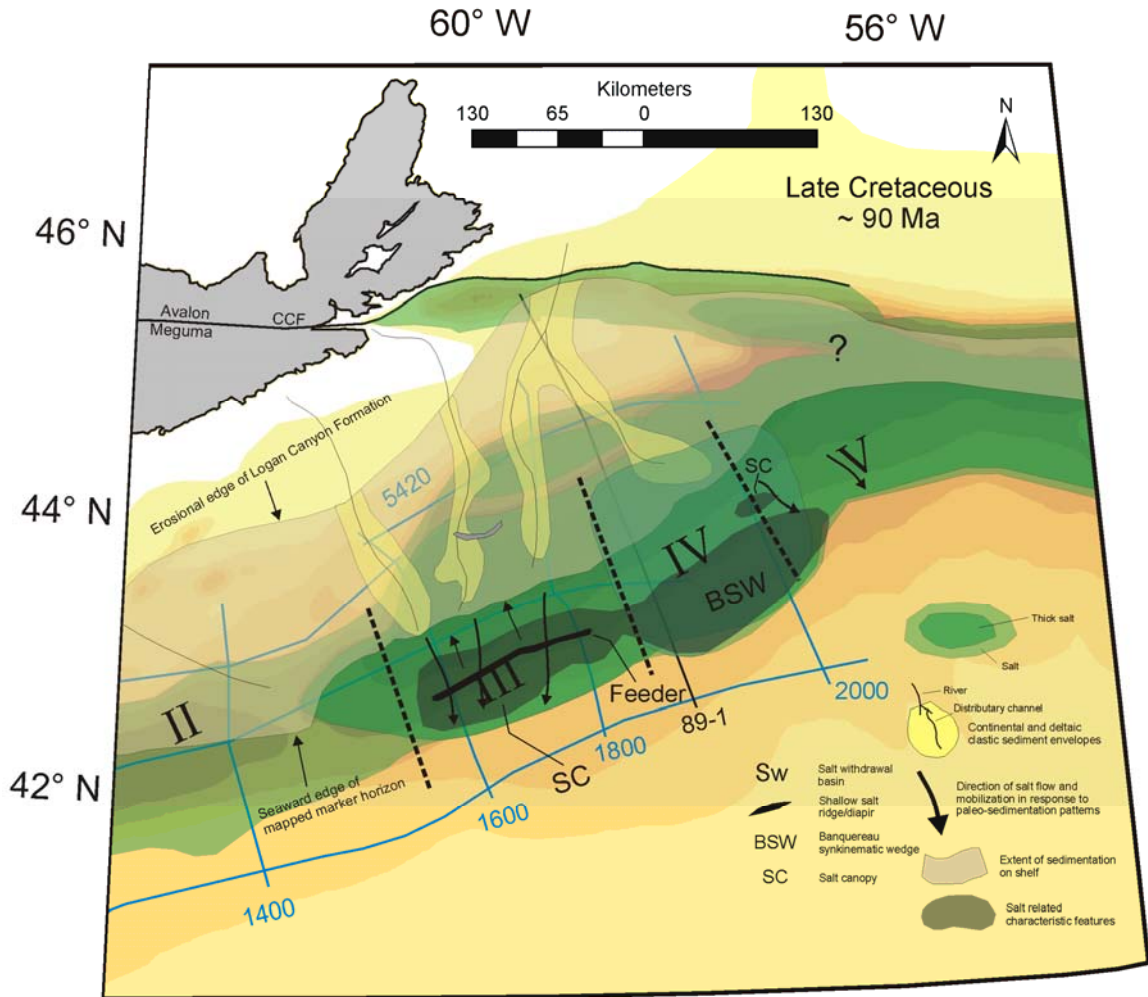 60° W
56° W
Kilometers
130 65 0 130
N
Late Cretaceous
~ 90 Ma
46° N
Avalon
Meguma
CCF
?
Erosional edge of Logan Canyon Formation
5420
SC
V
44° N
IV
BSW
III
Feeder
II
Thick salt
Salt
River
Distributary channel
Continental and deltaic
clastic sediment envelopes
2000
89-1
1800
SC
42° N
Seaward edge of
mapped marker horizon
1600
1400
Sw
Salt withdrawal
basin
Shallow salt
ridge/diapir
BSW
Banquereau
synkinematic wedge
SC
Salt canopy
Direction of salt flow and
mobilization in response to
paleo-sedimentation patterns
Extent of sedimentation
on shelf
Salt related
characteristic features